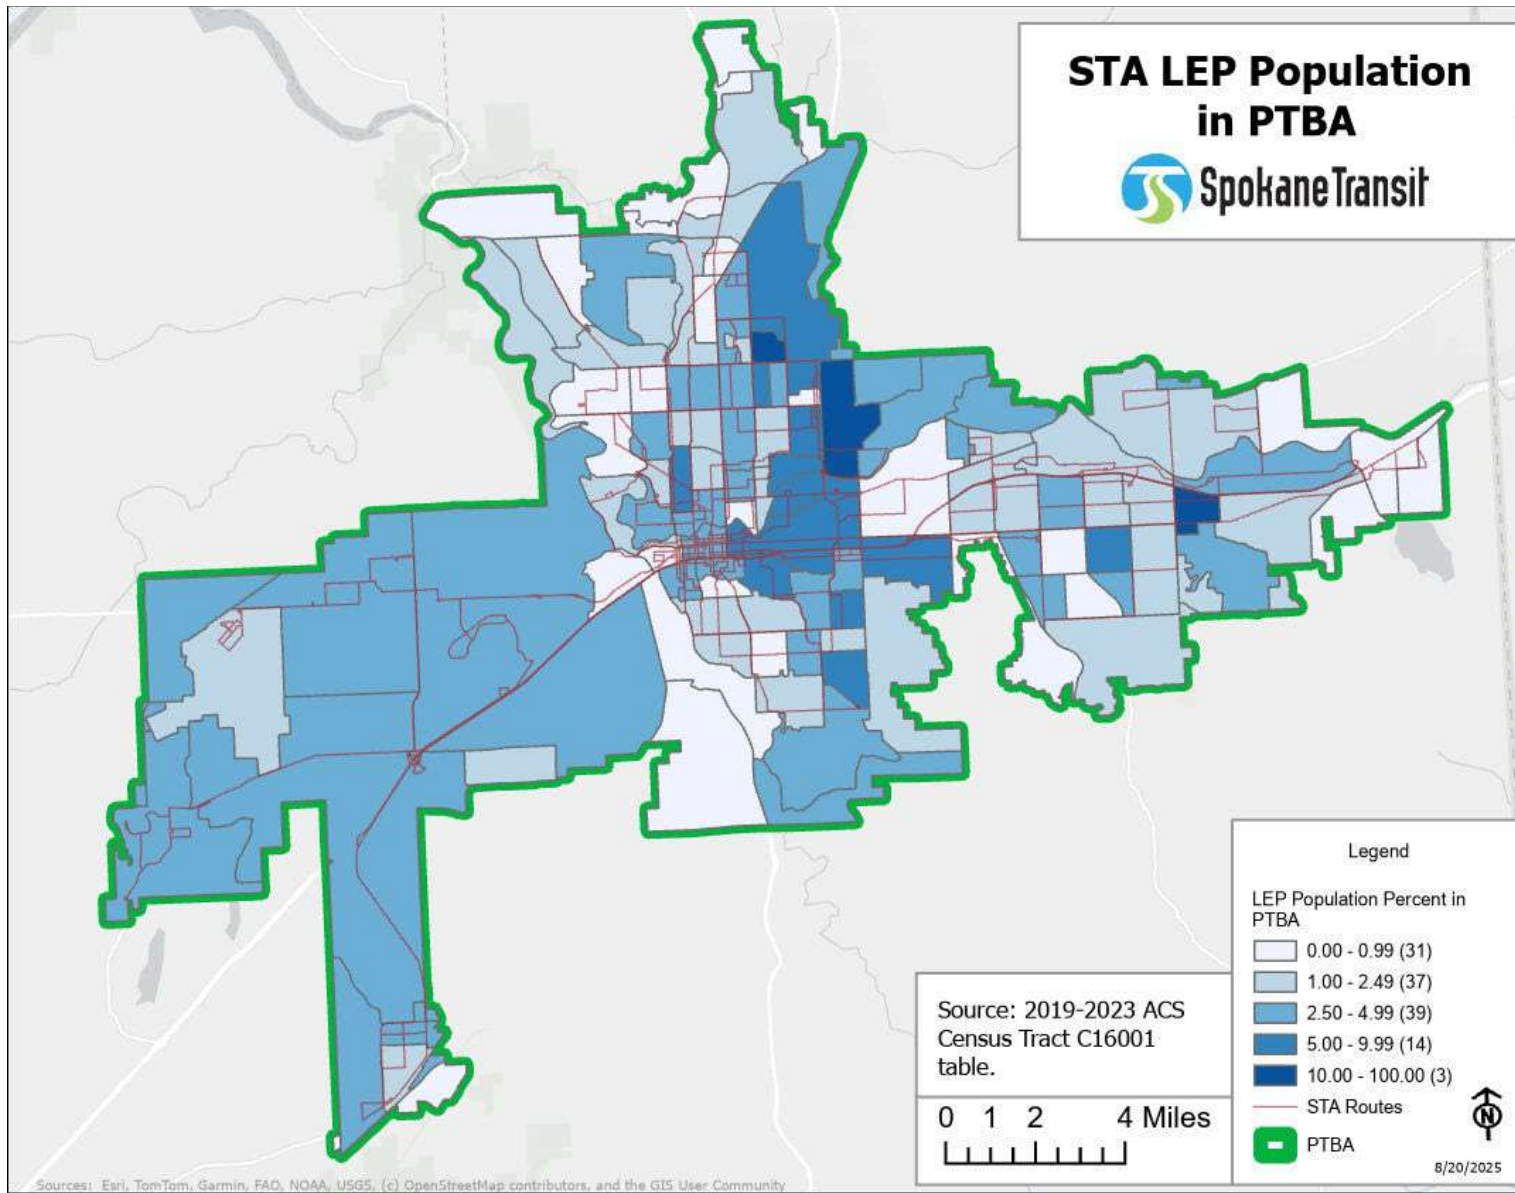 STA LEP Population
in PTBA
Spokane Transit
Legend
LEP Population Percent in
PTBA
0.00 - 0.99 (31)
1.00 - 2.49 (37)
2.50 - 4.99 (39)
5.00 - 9.99 (14)
10.00 - 100.00 (3)
STA Routes
PTBA
N
8/20/2025
Source: 2019-2023 ACS
Census Tract C16001
table.
0 1 2 4 Miles
Sources: Esri, TomTom, Garmin, FAO, NOAA, USGS, (c) OpenStreetMap contributors, and the GIS User Community